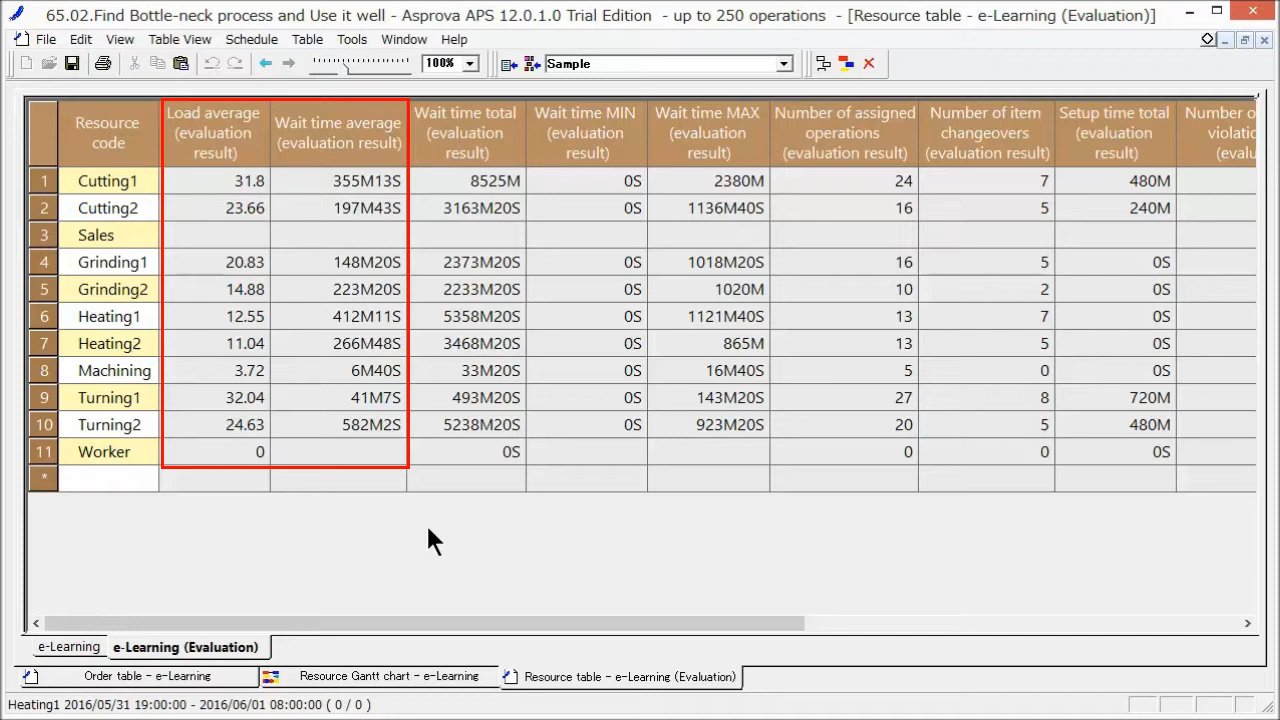 65.02.Find Bottle-neck process and Use it well - Asprova APS 12.0.1.0 Trial Edition - up to 250 operations - [Resource table - e-Learning (Evaluation)]
File Edit View Table View Schedule Table Tools Window Help
100% Sample
Resource code Load average (evaluation result) Wait time average (evaluation result) Wait time total (evaluation result) Wait time MIN (evaluation result) Wait time MAX (evaluation result) Number of assigned operations (evaluation result) Number of item changeovers (evaluation result) Setup time total (evaluation result) Number of
1 Cutting1 31.8 355M13S 8525M 0S 2380M 24 7 480M
2 Cutting2 23.66 197M43S 3163M20S 0S 1136M40S 16 5 240M
3 Sales
4 Grinding1 20.83 148M20S 2373M20S 0S 1018M20S 16 5 0S
5 Grinding2 14.88 223M20S 2233M20S 0S 1020M 10 2 0S
6 Heating1 12.55 412M11S 5358M20S 0S 1121M40S 13 7 0S
7 Heating2 11.04 266M48S 3468M20S 0S 865M 13 5 0S
8 Machining 3.72 6M40S 33M20S 0S 16M40S 5 0 0S
9 Turning1 32.04 41M7S 493M20S 0S 143M20S 27 8 720M
10 Turning2 24.63 582M2S 5238M20S 0S 923M20S 20 5 480M
11 Worker 0 0S 0 0 0S
*
e-Learning e-Learning (Evaluation)
Order table - e-Learning Resource Gantt chart - e-Learning Resource table - e-Learning (Evaluation)
Heating1 2016/05/31 19:00:00 - 2016/06/01 08:00:00 ( 0 / 0 )